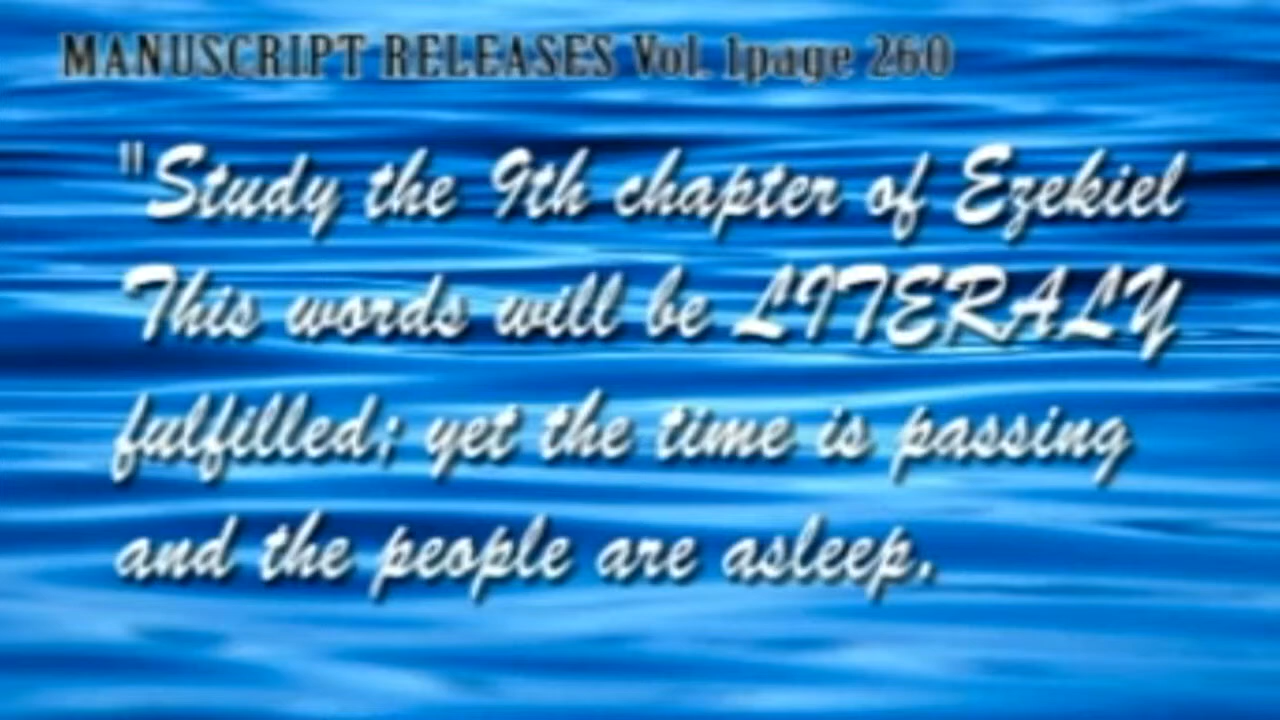 MANUSCRIPT RELEASES Vol. 1page 260
"Study the 9th chapter of Ezekiel
This words will be LITERALY
fulfilled; yet the time is passing
and the people are asleep.